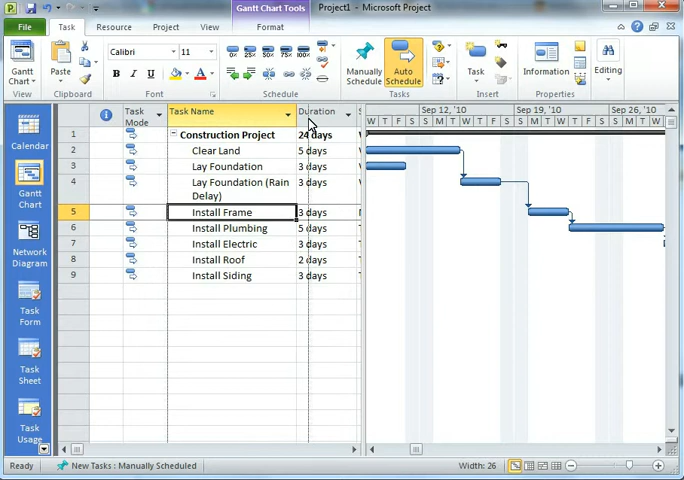 Gantt Chart Tools
Project1 - Microsoft Project
File
Task
Resource
Project
View
Format
Gantt
Chart
Paste
Calibri
11
B I U A
0% 25% 50% 75% 100%
Manually
Schedule
Auto
Schedule
Task
Information
Editing
View
Clipboard
Font
Schedule
Tasks
Insert
Properties
Task
Mode
Task Name
Duration
S
Sep 12, '10
Sep 19, '10
Sep 26, '10
W T F S S M T W T F S S M T W T F S S M T W
1 Construction Project 24 days
2 Clear Land 5 days
3 Lay Foundation 3 days
4 Lay Foundation (Rain
Delay) 3 days
5 Install Frame 3 days
6 Install Plumbing 5 days
7 Install Electric 3 days
8 Install Roof 2 days
9 Install Siding 3 days
Calendar
Gantt
Chart
Network
Diagram
Task
Form
Task
Sheet
Task
Usage
Ready
New Tasks : Manually Scheduled
Width: 26